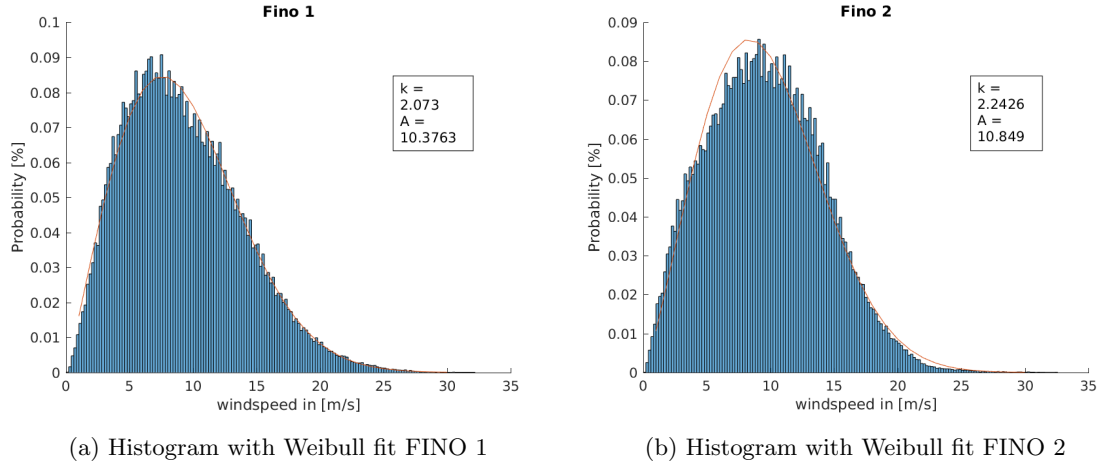 Fino 1
0.1
0.09
0.08
0.07
0.06
0.05
0.04
0.03
0.02
0.01
0
Probability [%]
k =
2.073
A =
10.3763
0 5 10 15 20 25 30 35
windspeed in [m/s]
(a) Histogram with Weibull fit FINO 1
Fino 2
0.09
0.08
0.07
0.06
0.05
0.04
0.03
0.02
0.01
0
Probability [%]
k =
2.2426
A =
10.849
0 5 10 15 20 25 30 35
windspeed in [m/s]
(b) Histogram with Weibull fit FINO 2